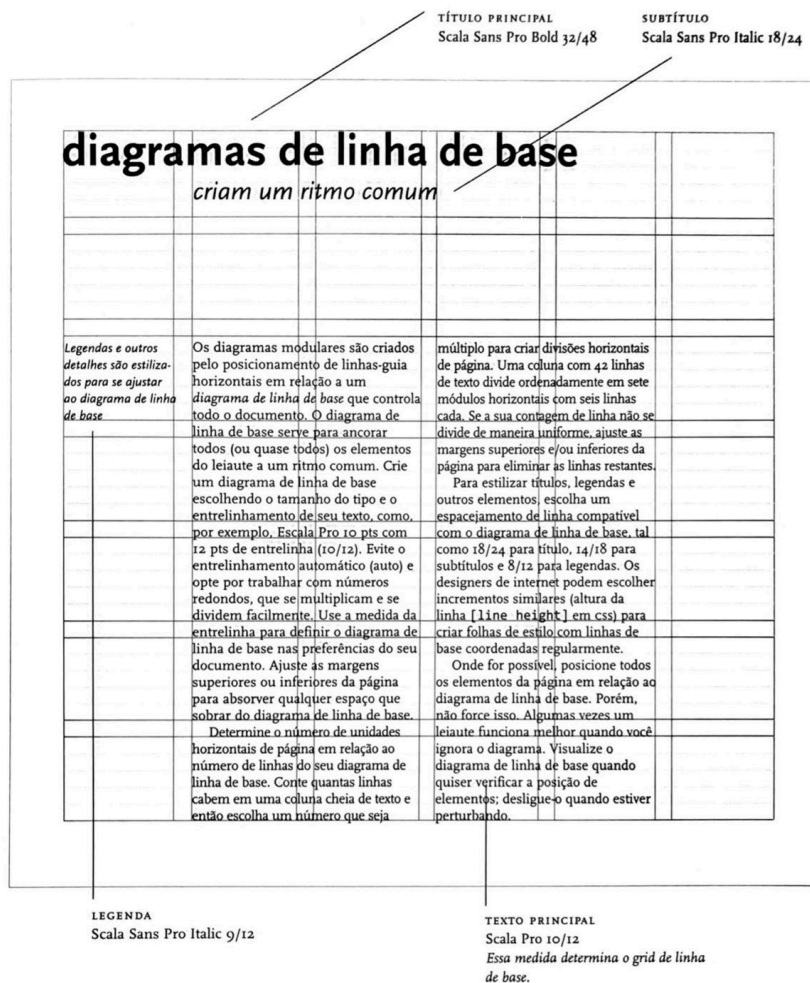 TÍTULO PRINCIPAL
Scala Sans Pro Bold 32/48
SUBTÍTULO
Scala Sans Pro Italic 18/24
diagramas de linha de base
criam um ritmo comum
Legendas e outros
detalhes são estiliza-
dos para se ajustar
ao diagrama de linha
de base
Os diagramas modulares são criados
pelo posicionamento de linhas-guia
horizontais em relação a um
diagrama de linha de base que controla
todo o documento. O diagrama de
linha de base serve para ancorar
todos (ou quase todos) os elementos
do leiaute a um ritmo comum. Crie
um diagrama de linha de base
escolhendo o tamanho do tipo e o
entrelinhamento de seu texto, como,
por exemplo, Escala Pro 10 pts com
12 pts de entrelinha (10/12). Evite o
entrelinhamento automático (auto) e
opte por trabalhar com números
redondos, que se multiplicam e se
dividem facilmente. Use a medida da
entrelinha para definir o diagrama de
linha de base nas preferências do seu
documento. Ajuste as margens
superiores ou inferiores da página
para absorver qualquer espaço que
sobrar do diagrama de linha de base.
Determine o número de unidades
horizontais de página em relação ao
número de linhas do seu diagrama de
linha de base. Conte quantas linhas
cabem em uma coluna cheia de texto e
então escolha um número que seja
múltiplo para criar divisões horizontais
de página. Uma coluna com 42 linhas
de texto divide ordenadamente em sete
módulos horizontais com seis linhas
cada. Se a sua contagem de linha não se
divide de maneira uniforme, ajuste as
margens superiores e/ou inferiores da
página para eliminar as linhas restantes.
Para estilizar títulos, legendas e
outros elementos, escolha um
espacejamento de linha compatível
com o diagrama de linha de base, tal
como 18/24 para título, 14/18 para
subtítulos e 8/12 para legendas. Os
designers de internet podem escolher
incrementos similares (altura da
linha [line height] em css) para
criar folhas de estilo com linhas de
base coordenadas regularmente.
Onde for possível, posicione todos
os elementos da página em relação ao
diagrama de linha de base. Porém,
não force isso. Algumas vezes um
leiaute funciona melhor quando você
ignora o diagrama. Visualize o
diagrama de linha de base quando
quiser verificar a posição de
elementos; desligue-o quando estiver
perturbando.
LEGENDA
Scala Sans Pro Italic 9/12
TEXTO PRINCIPAL
Scala Pro 10/12
Essa medida determina o grid de linha
de base.